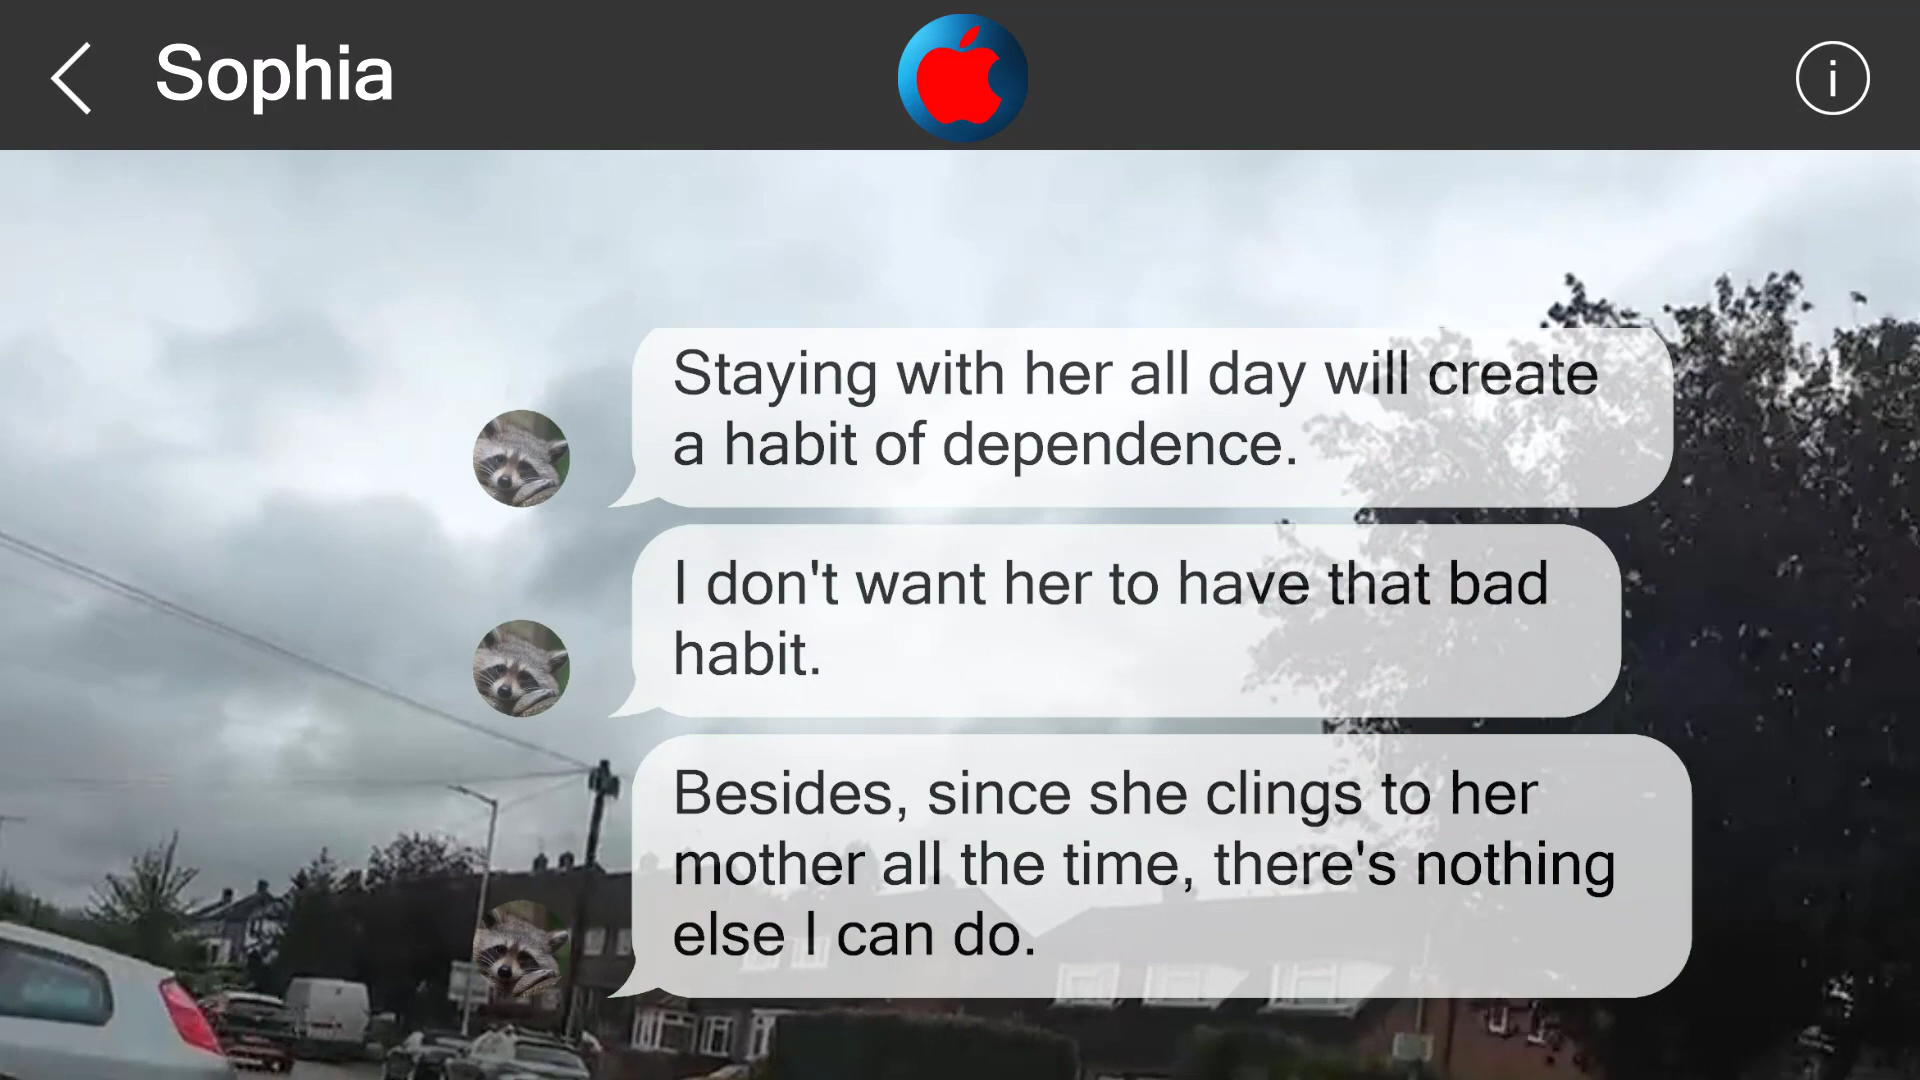 Sophia
i
Staying with her all day will create
a habit of dependence.
I don't want her to have that bad
habit.
Besides, since she clings to her
mother all the time, there's nothing
else I can do.